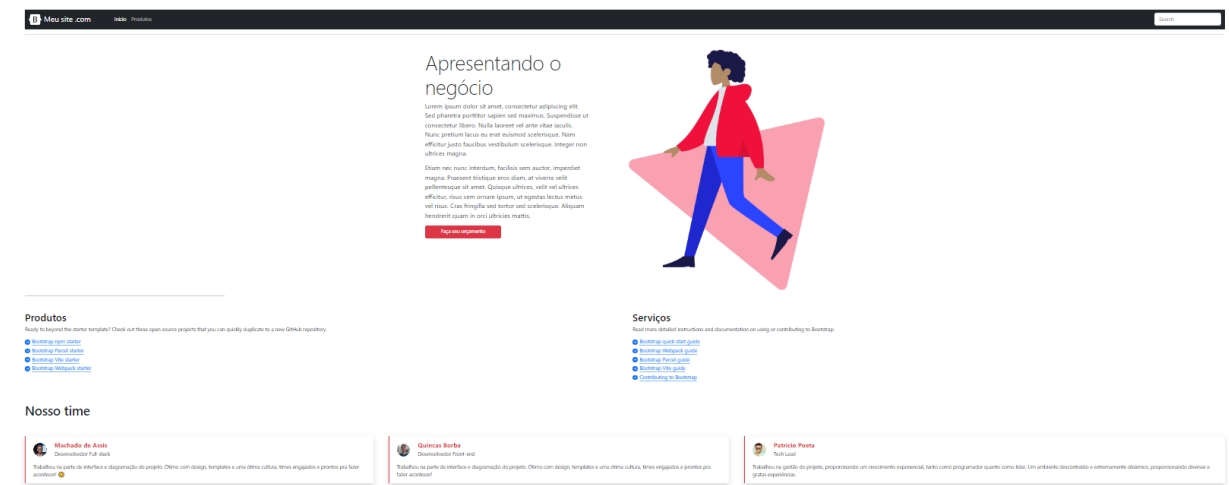 B Meu site .com Início Produtos Search
Apresentando o
negócio
Lorem ipsum dolor sit amet, consectetur adipiscing elit.
Sed pharetra porttitor sapien sed maximus. Suspendisse ut
consectetur libero. Nulla laoreet vel ante vitae iaculis.
Nunc pretium lacus eu erat euismod scelerisque. Nam
efficitur justo faucibus vestibulum scelerisque. Integer non
ultrices magna.
Etiam nec nunc interdum, facilisis sem auctor, imperdiet
magna. Praesent tristique eros diam, at viverra velit
pellentesque sit amet. Quisque ultrices, velit vel ultrices
efficitur, risus sem ornare ipsum, ut egestas lectus metus
vel risus. Cras fringilla sed tortor sed scelerisque. Aliquam
hendrerit quam in orci ultricies mattis.
Faça seu orçamento
Produtos
Ready to beyond the starter template? Check out these open source projects that you can quickly duplicate to a new GitHub repository.
Bootstrap npm starter
Bootstrap Parcel starter
Bootstrap Vite starter
Bootstrap Webpack starter
Serviços
Read more detailed instructions and documentation on using or contributing to Bootstrap.
Bootstrap quick start guide
Bootstrap Webpack guide
Bootstrap Parcel guide
Bootstrap Vite guide
Contributing to Bootstrap
Nosso time
Machado de Assis
Desenvolvedor Full stack
Trabalhou na parte de interface e diagramação do projeto. Ótimo com design, templates e uma ótima cultura, times engajados e prontos pra fazer
acontecer!
Quincas Borba
Desenvolvedor Front-end
Trabalhou na parte de interface e diagramação do projeto. Ótimo com design, templates e uma ótima cultura, times engajados e prontos pra
fazer acontecer!
Patrício Poeta
Tech Lead
Trabalhou na gestão do projeto, proporcionando um crescimento exponencial, tanto como programador quanto como líder. Um ambiente descontraído e extremamente dinâmico, proporcionando diversas e
gratas experiências.